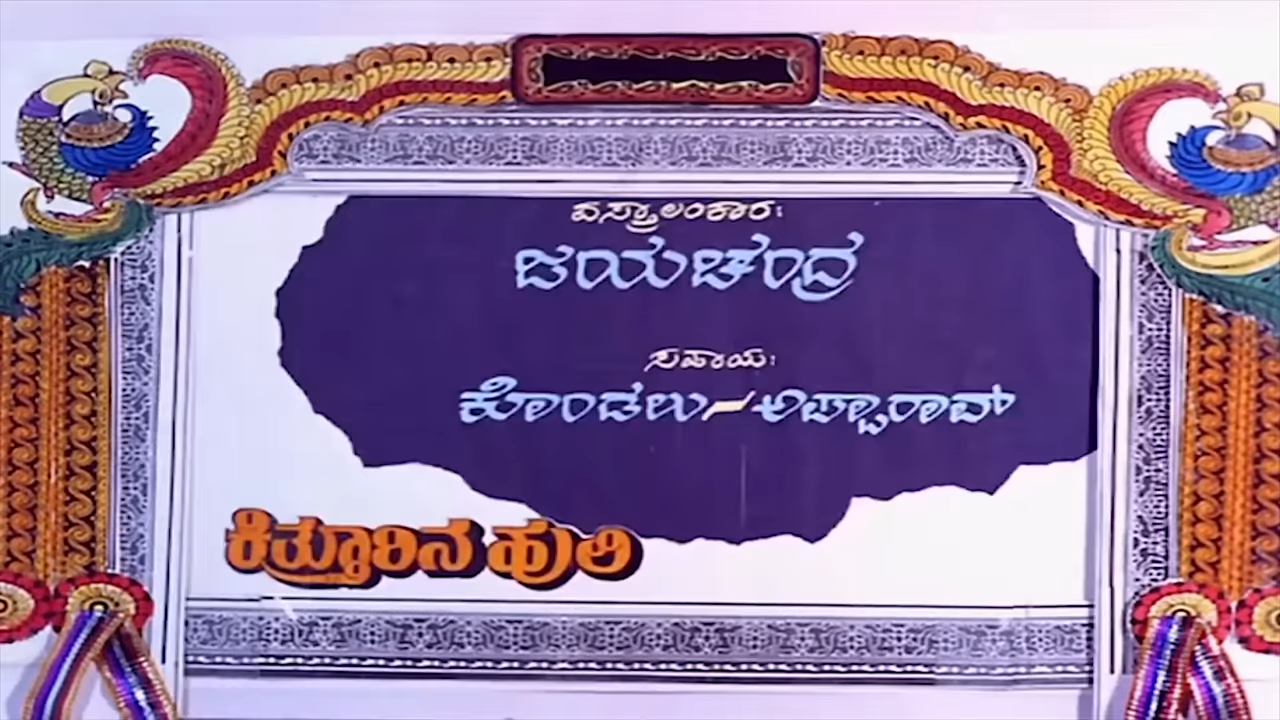 ವಸ್ತ್ರಾಲಂಕಾರ:
ಜಯಚಂದ್ರ
ಸಹಾಯ:
ಕೊಂಡಲು-ಅಪ್ಪಾರಾವ್
ಕಿತ್ತೂರಿನ ಹುಲಿ